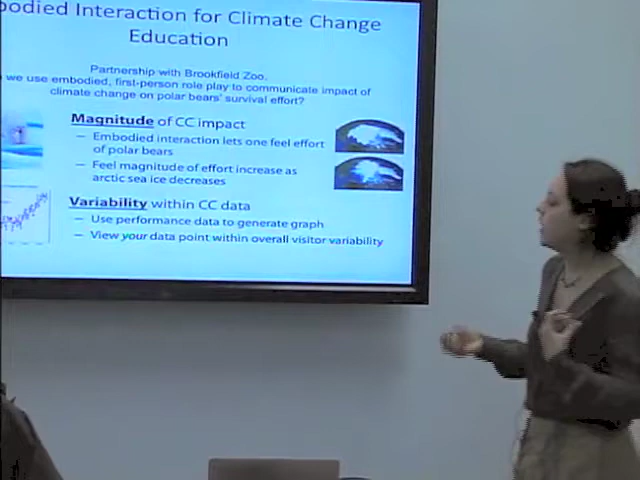 bodied Interaction for Climate Change
Education
Partnership with Brookfield Zoo.
we use embodied, first-person role play to communicate impact of
climate change on polar bears' survival effort?
Magnitude of CC impact
— Embodied interaction lets one feel effort
of polar bears
— Feel magnitude of effort increase as
arctic sea ice decreases
Variability within CC data
— Use performance data to generate graph
— View your data point within overall visitor variability